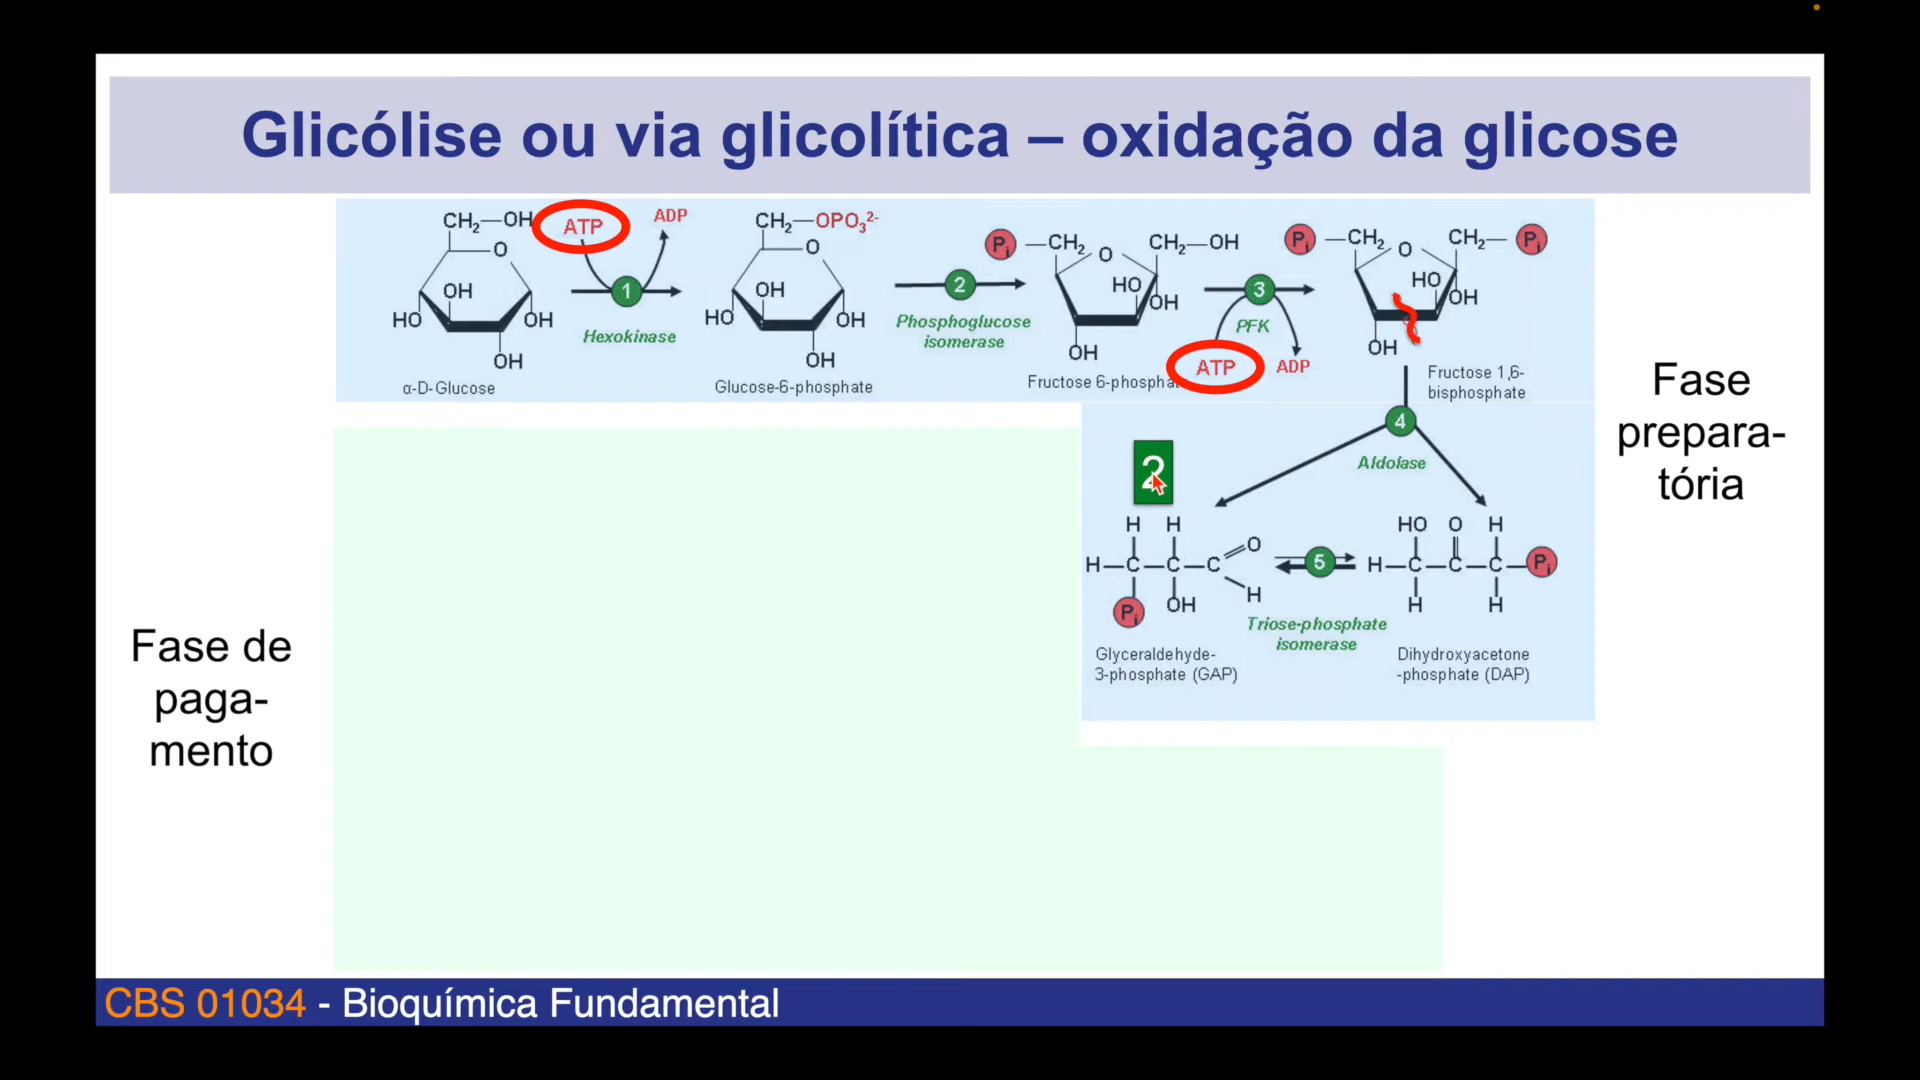 Glicólise ou via glicolítica – oxidação da glicose
CH₂—OH
ATP
ADP
O
OH
HO
OH
OH
1
Hexokinase
α-D-Glucose
CH₂—OPO₃²⁻
O
OH
HO
OH
OH
Glucose-6-phosphate
2
Phosphoglucose
isomerase
Pi
—CH₂
O
CH₂—OH
HO
OH
OH
Fructose 6-phospha
3
PFK
ATP
ADP
Pi
—CH₂
O
CH₂—
Pi
HO
OH
OH
Fructose 1,6-
bisphosphate
4
Aldolase
2
H H
H—C—C—C
O
H
Pi
OH
Glyceraldehyde-
3-phosphate (GAP)
5
Triose-phosphate
isomerase
HO O H
H—C—C—C—Pi
H H
Dihydroxyacetone
-phosphate (DAP)
Fase
prepara-
tória
Fase de
paga-
mento
CBS 01034 - Bioquímica Fundamental